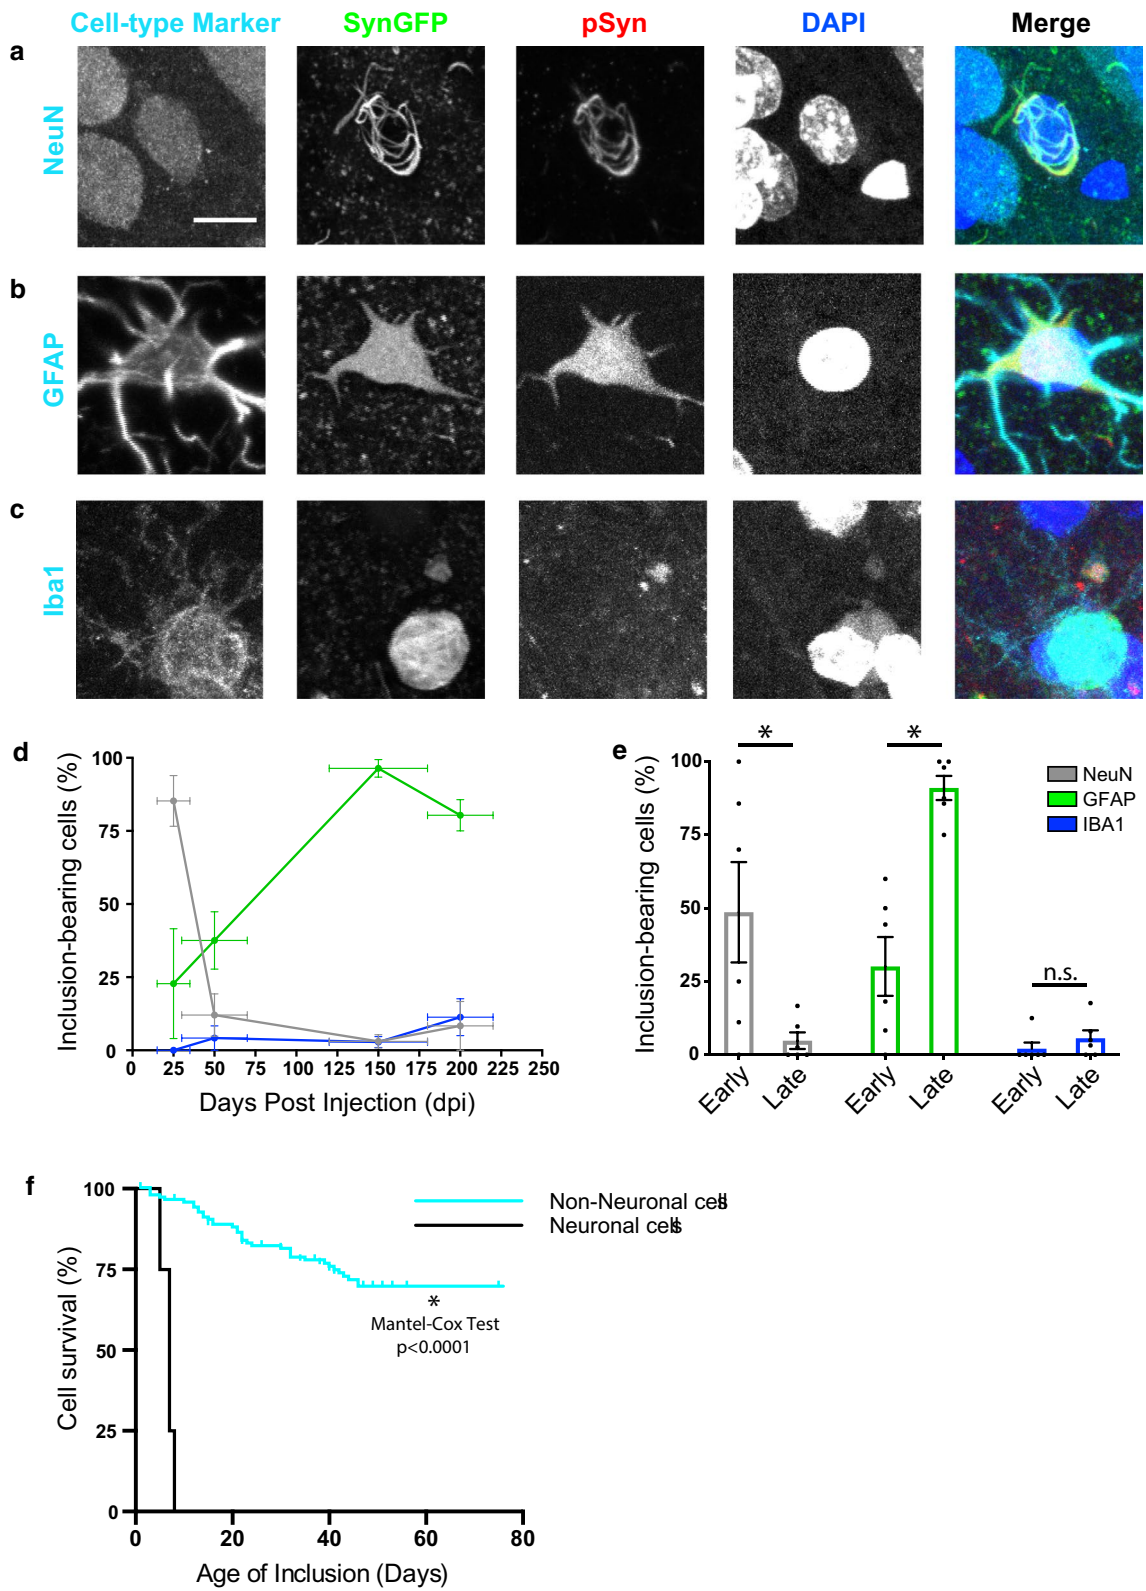 Cell-type Marker SynGFP pSyn DAPI Merge
a
NeuN
b
GFAP
c
Iba1
d
Inclusion-bearing cells (%)
100
75
50
25
0
0 25 50 75 100 125 150 175 200 225 250
Days Post Injection (dpi)
e
Inclusion-bearing cells (%)
100
75
50
25
0
* * n.s.
NeuN
GFAP
IBA1
Early Late Early Late Early Late
f
Cell survival (%)
100
75
50
25
0
0 20 40 60 80
Age of Inclusion (Days)
Non-Neuronal cells
Neuronal cells
*
Mantel-Cox Test
p<0.0001